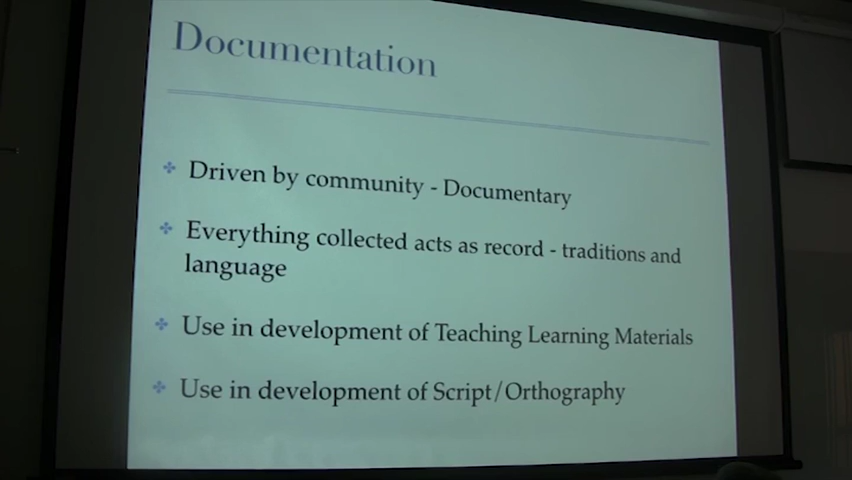 Documentation
Driven by community - Documentary
Everything collected acts as record - traditions and
language
Use in development of Teaching Learning Materials
Use in development of Script/Orthography